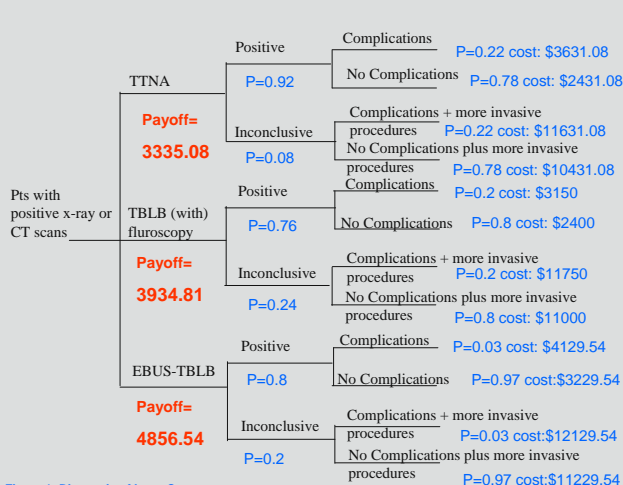 Complications
P=0.22 cost: $3631.08
Positive
P=0.92
No Complications
P=0.78 cost: $2431.08
TTNA
Payoff=
3335.08
Complications + more invasive
procedures
P=0.22 cost: $11631.08
Inconclusive
P=0.08
No Complications plus more invasive
procedures
P=0.78 cost: $10431.08
Pts with
positive x-ray or
CT scans
Complications
P=0.2 cost: $3150
Positive
P=0.76
No Complications
P=0.8 cost: $2400
TBLB (with)
fluroscopy
Payoff=
3934.81
Complications + more invasive
procedures
P=0.2 cost: $11750
Inconclusive
P=0.24
No Complications plus more invasive
procedures
P=0.8 cost: $11000
Complications
P=0.03 cost: $4129.54
Positive
P=0.8
No Complications
P=0.97 cost:$3229.54
EBUS-TBLB
Payoff=
4856.54
Complications + more invasive
procedures
P=0.03 cost:$12129.54
Inconclusive
P=0.2
No Complications plus more invasive
procedures
P=0.97 cost:$11229.54